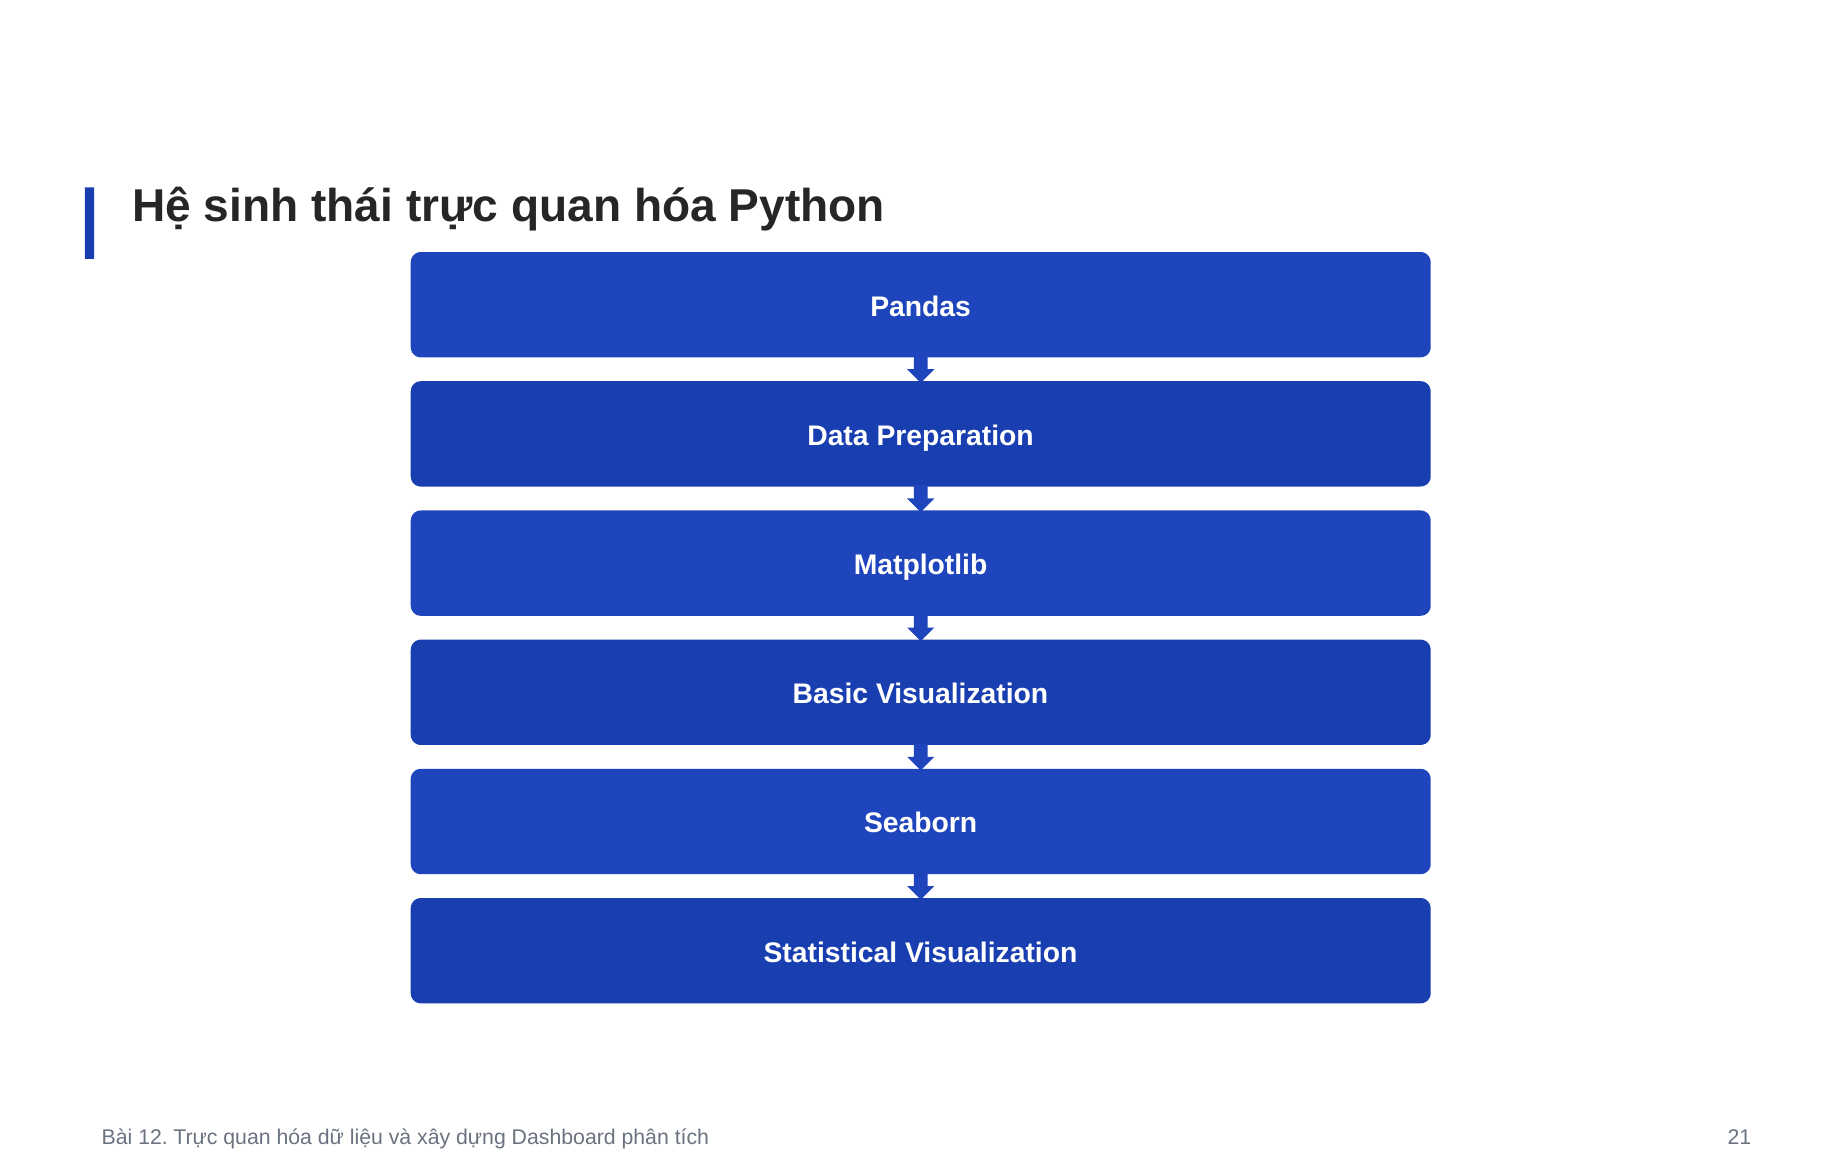 Hệ sinh thái trực quan hóa Python
Pandas
Data Preparation
Matplotlib
Basic Visualization
Seaborn
Statistical Visualization
Bài 12. Trực quan hóa dữ liệu và xây dựng Dashboard phân tích
21